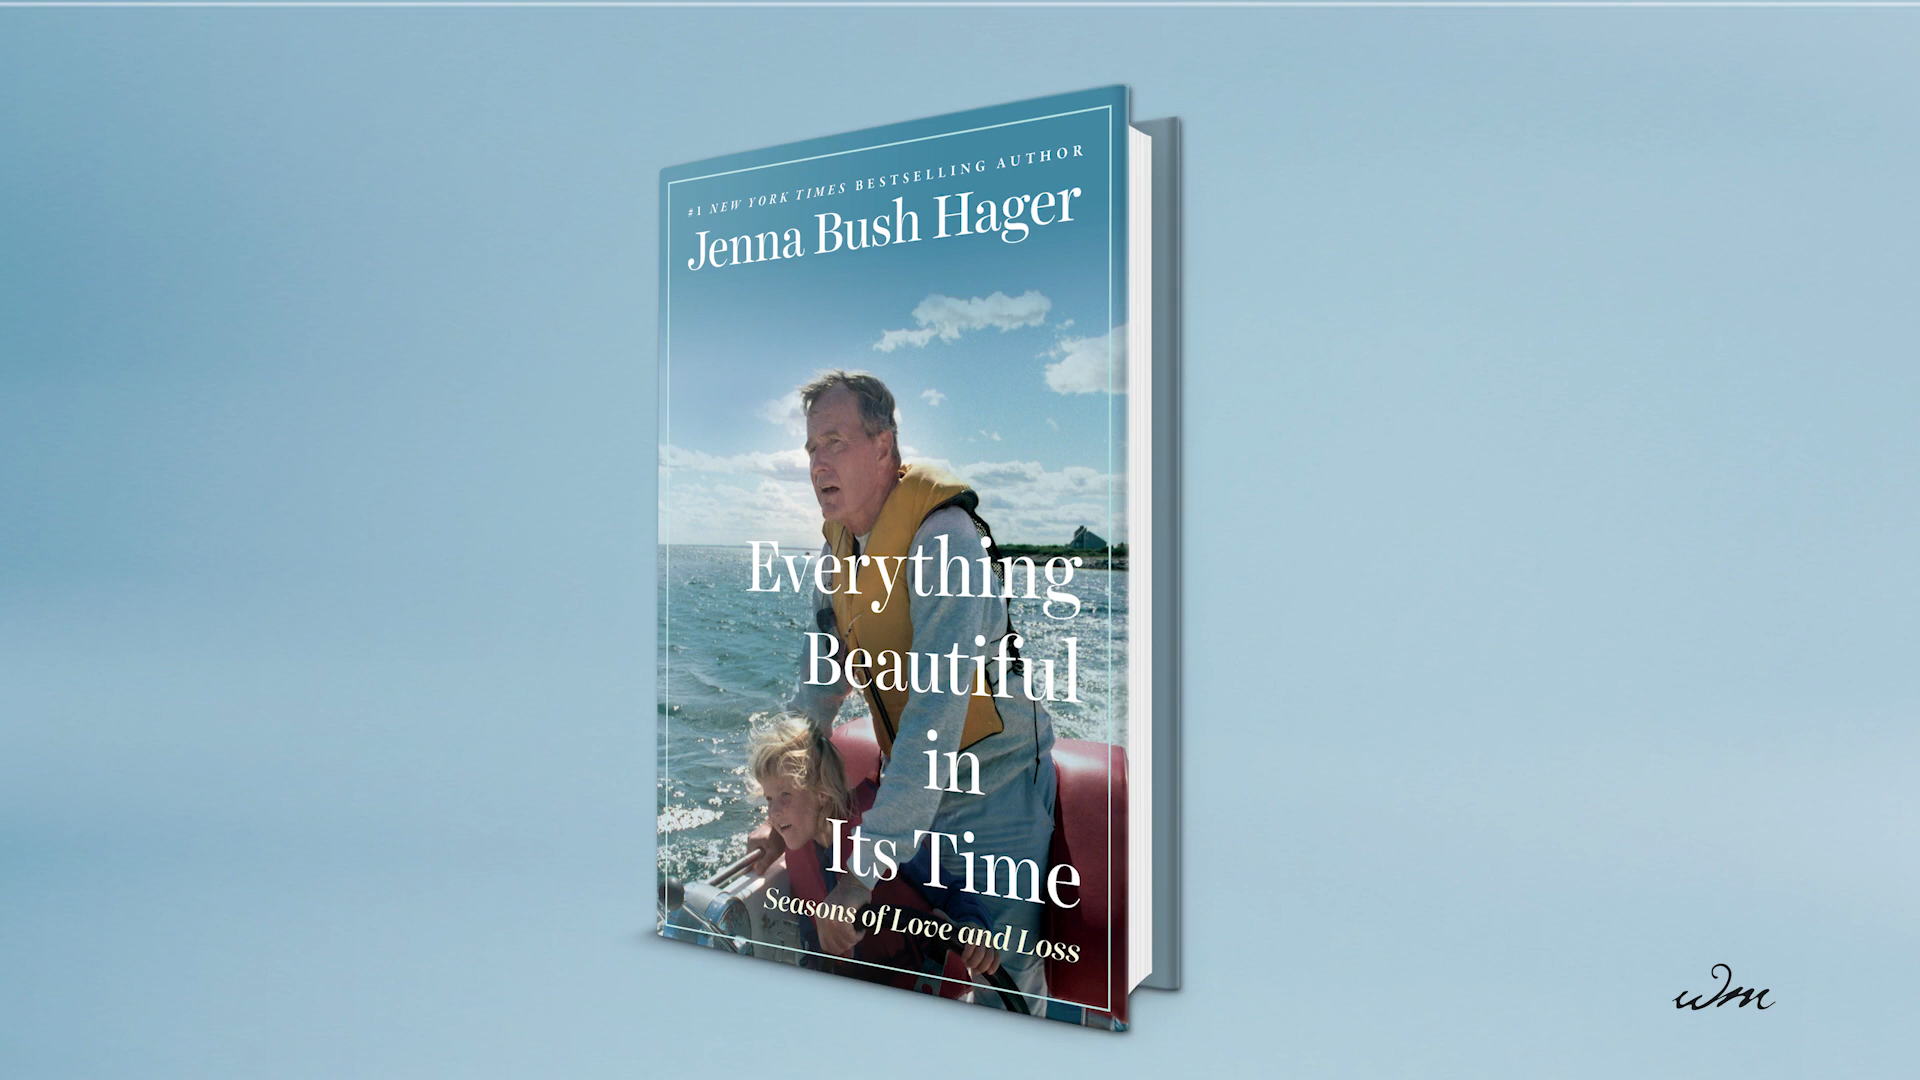 #1 NEW YORK TIMES BESTSELLING AUTHOR
Jenna Bush Hager
Everything
Beautiful
in
Its Time
Seasons of Love and Loss
wm